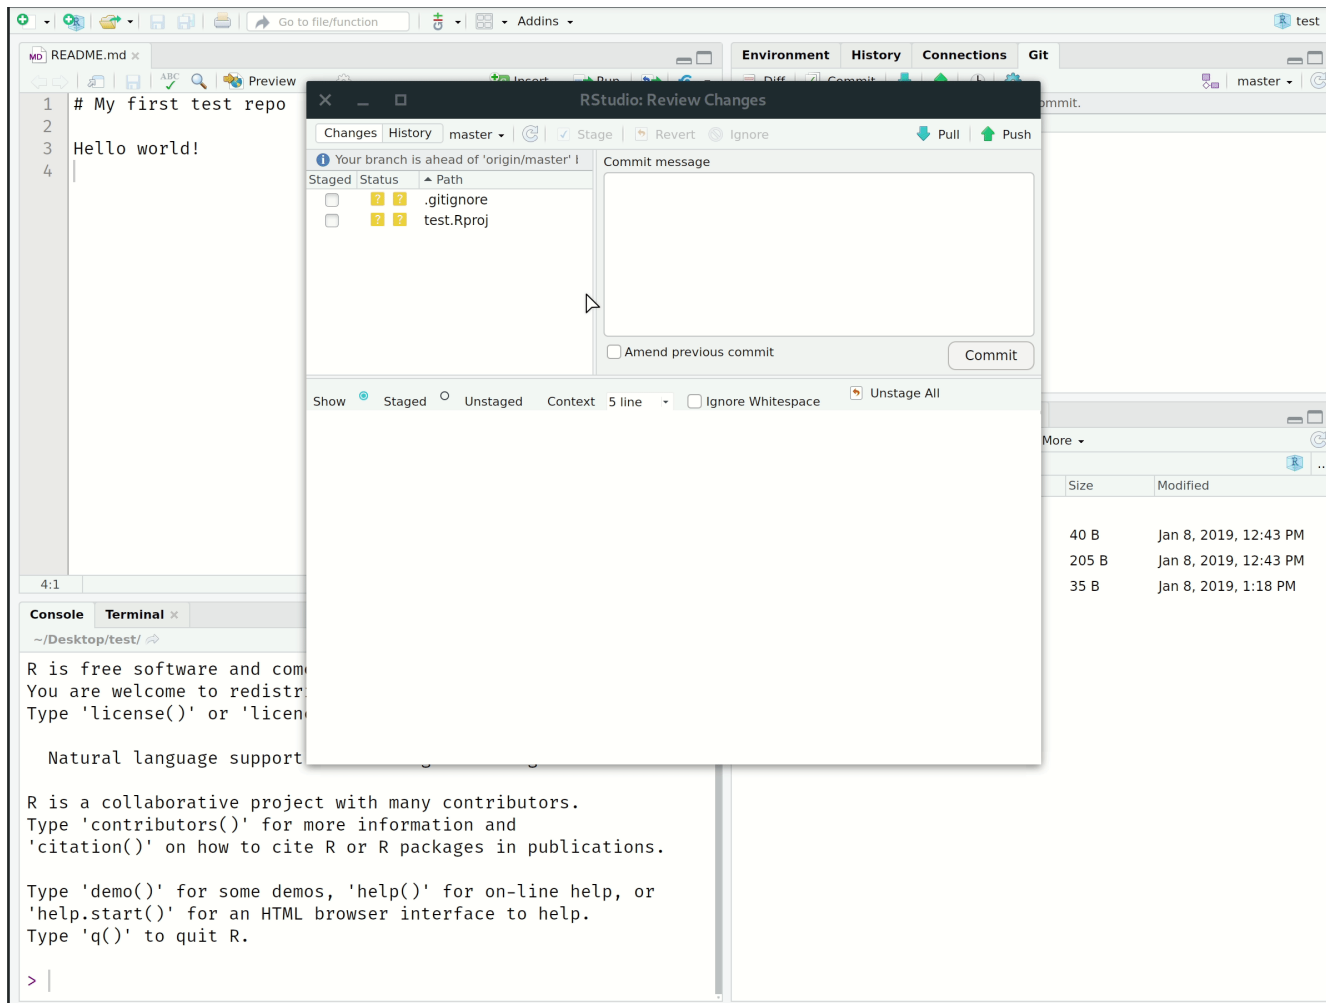 Go to file/function
Addins
test
README.md
Environment History Connections Git
ABC
Preview
Insert Run
Diff Commit
master
ommit.
1 # My first test repo
2
3 Hello world!
4
RStudio: Review Changes
Changes History master Stage Revert Ignore Pull Push
Your branch is ahead of 'origin/master'
Staged Status Path
.gitignore
test.Rproj
Commit message
Amend previous commit
Commit
Show Staged Unstaged Context 5 line Ignore Whitespace Unstage All
More
Size Modified
40 B Jan 8, 2019, 12:43 PM
205 B Jan 8, 2019, 12:43 PM
35 B Jan 8, 2019, 1:18 PM
4:1
Console Terminal
~/Desktop/test/
R is free software and com
You are welcome to redistr
Type 'license()' or 'licen
Natural language support
R is a collaborative project with many contributors.
Type 'contributors()' for more information and
'citation()' on how to cite R or R packages in publications.
Type 'demo()' for some demos, 'help()' for on-line help, or
'help.start()' for an HTML browser interface to help.
Type 'q()' to quit R.
>